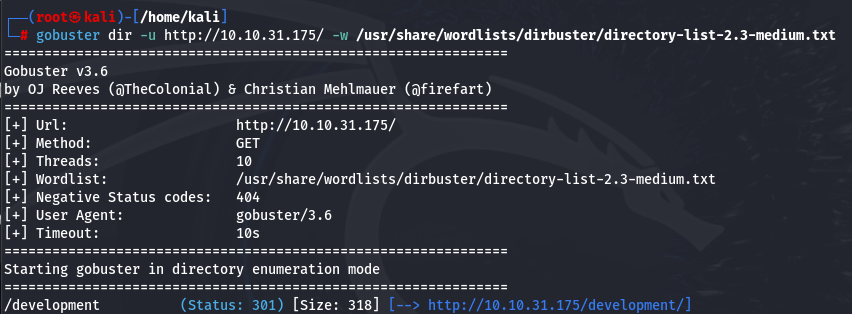 ┌──(root㉿kali)-[/home/kali]
└─# gobuster dir -u http://10.10.31.175/ -w /usr/share/wordlists/dirbuster/directory-list-2.3-medium.txt
===============================================================
Gobuster v3.6
by OJ Reeves (@TheColonial) & Christian Mehlmauer (@firefart)
===============================================================
[+] Url:                     http://10.10.31.175/
[+] Method:                  GET
[+] Threads:                 10
[+] Wordlist:                /usr/share/wordlists/dirbuster/directory-list-2.3-medium.txt
[+] Negative Status codes:   404
[+] User Agent:              gobuster/3.6
[+] Timeout:                 10s
===============================================================
Starting gobuster in directory enumeration mode
===============================================================
/development          (Status: 301) [Size: 318] [--> http://10.10.31.175/development/]